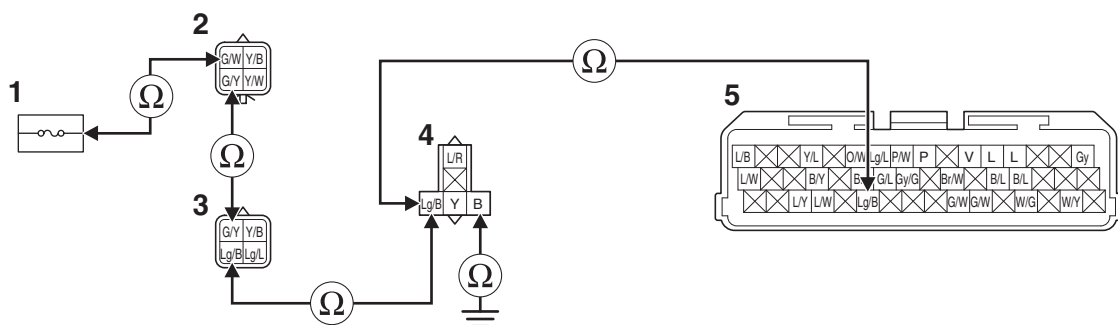 1
Ω
2
G/W Y/B
G/Y Y/W
Ω
3
G/Y Y/B
Lg/B Lg/L
Ω
4
L/R
Lg/B Y B
Ω
Ω
5
L/B Y/L O/W Lg/L P/W P V L L Gy
L/W B/Y G/L Gy/G Br/W B/L B/L
L/Y L/W Lg/B G/W G/W W/G W/Y